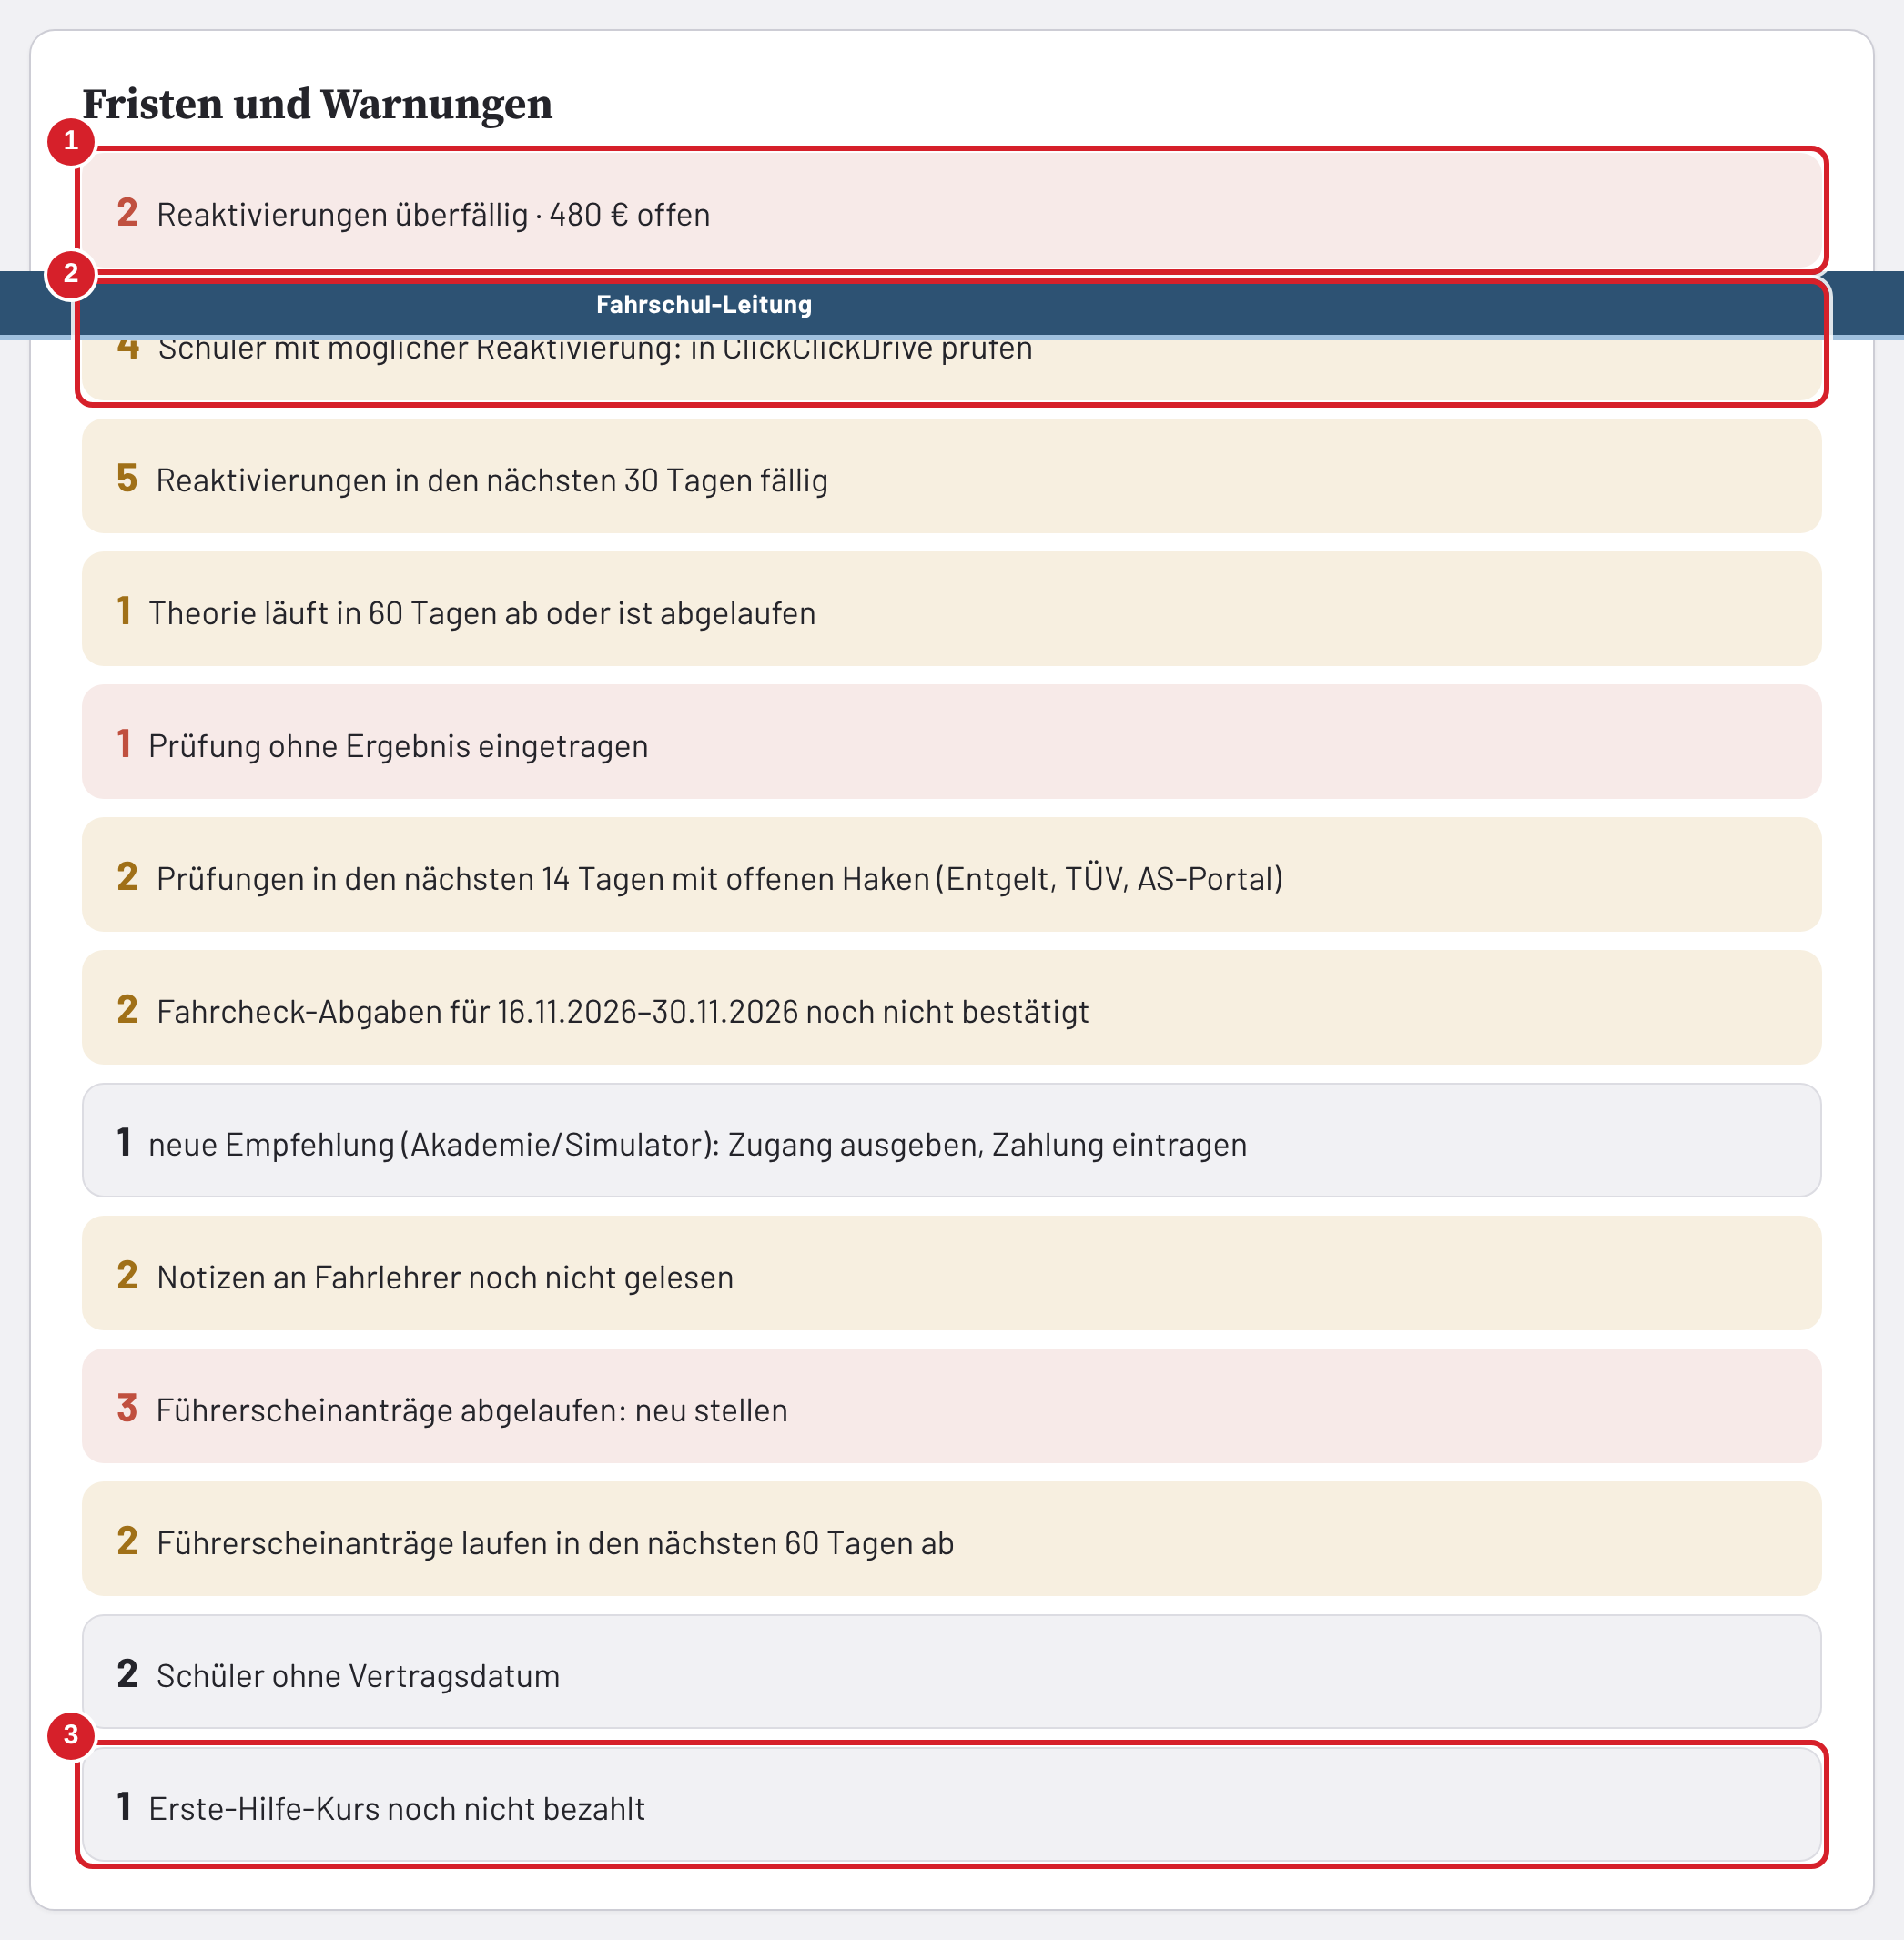 Fristen und Warnungen
1
2 Reaktivierungen überfällig · 480 € offen
2
Fahrschul-Leitung
4 Schüler mit möglicher Reaktivierung: in ClickClickDrive prüfen
5 Reaktivierungen in den nächsten 30 Tagen fällig
1 Theorie läuft in 60 Tagen ab oder ist abgelaufen
1 Prüfung ohne Ergebnis eingetragen
2 Prüfungen in den nächsten 14 Tagen mit offenen Haken (Entgelt, TÜV, AS-Portal)
2 Fahrcheck-Abgaben für 16.11.2026–30.11.2026 noch nicht bestätigt
1 neue Empfehlung (Akademie/Simulator): Zugang ausgeben, Zahlung eintragen
2 Notizen an Fahrlehrer noch nicht gelesen
3 Führerscheinanträge abgelaufen: neu stellen
2 Führerscheinanträge laufen in den nächsten 60 Tagen ab
2 Schüler ohne Vertragsdatum
3
1 Erste-Hilfe-Kurs noch nicht bezahlt